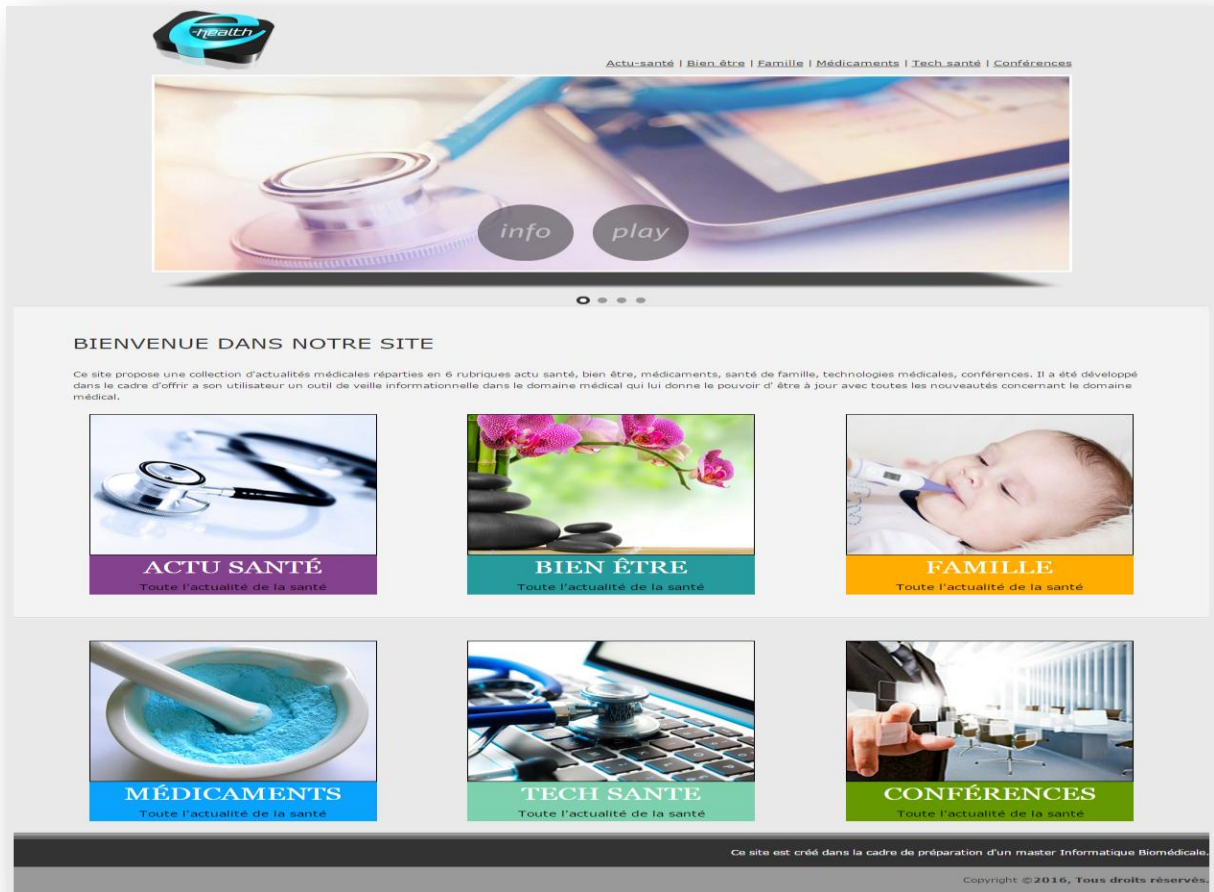 e-health
Actu-santé | Bien être | Famille | Médicaments | Tech santé | Conférences
info play
BIENVENUE DANS NOTRE SITE
Ce site propose une collection d'actualités médicales réparties en 6 rubriques actu santé, bien être, médicaments, santé de famille, technologies médicales, conférences. Il a été développé
dans le cadre d'offrir a son utilisateur un outil de veille informationnelle dans le domaine médical qui lui donne le pouvoir d' être à jour avec toutes les nouveautés concernant le domaine
médical.
ACTU SANTÉ
Toute l'actualité de la santé
BIEN ÊTRE
Toute l'actualité de la santé
FAMILLE
Toute l'actualité de la santé
MÉDICAMENTS
Toute l'actualité de la santé
TECH SANTE
Toute l'actualité de la santé
CONFÉRENCES
Toute l'actualité de la santé
Ce site est créé dans la cadre de préparation d'un master Informatique Biomédicale.
Copyright ©2016, Tous droits réservés.